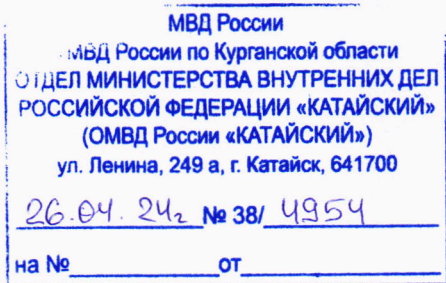 МВД России
МВД России по Курганской области
ОТДЕЛ МИНИСТЕРСТВА ВНУТРЕННИХ ДЕЛ
РОССИЙСКОЙ ФЕДЕРАЦИИ «КАТАЙСКИЙ»
(ОМВД России «КАТАЙСКИЙ»)
ул. Ленина, 249 а, г. Катайск, 641700
26.04.24г № 38/ 4954
на № от